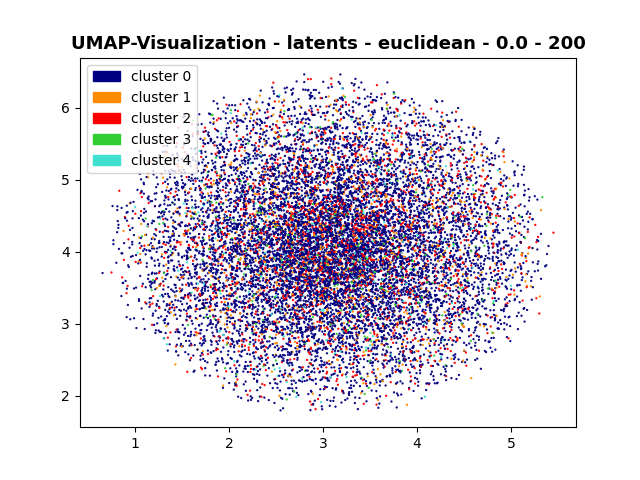 UMAP-Visualization - latents - euclidean - 0.0 - 200
cluster 0
cluster 1
cluster 2
cluster 3
cluster 4
6
5
4
3
2
1 2 3 4 5